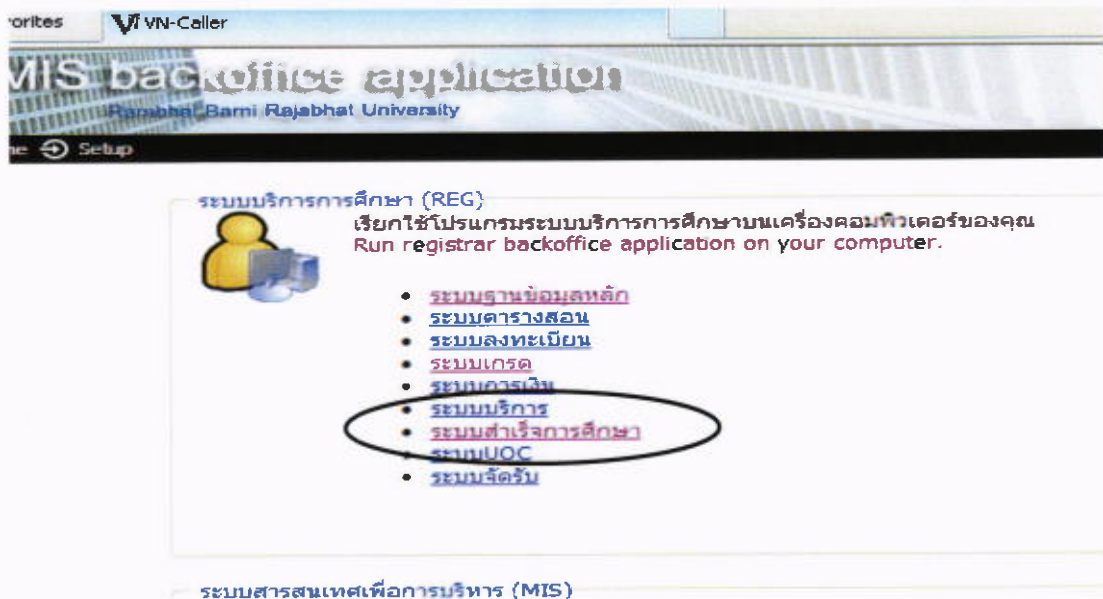 orites VN-Caller
MIS backoffice application
Rambhai Barni Rajabhat University
ne Setup
ระบบบริการการศึกษา (REG)
เรียกใช้โปรแกรมระบบบริการการศึกษาบนเครื่องคอมพิวเตอร์ของคุณ
Run registrar backoffice application on your computer.
ระบบฐานข้อมูลหลัก
ระบบตารางสอน
ระบบลงทะเบียน
ระบบเกรด
ระบบการเงิน
ระบบบริการ
ระบบสำเร็จการศึกษา
ระบบUOC
ระบบจัดรับ
ระบบสารสนเทศเพื่อการบริหาร (MIS)